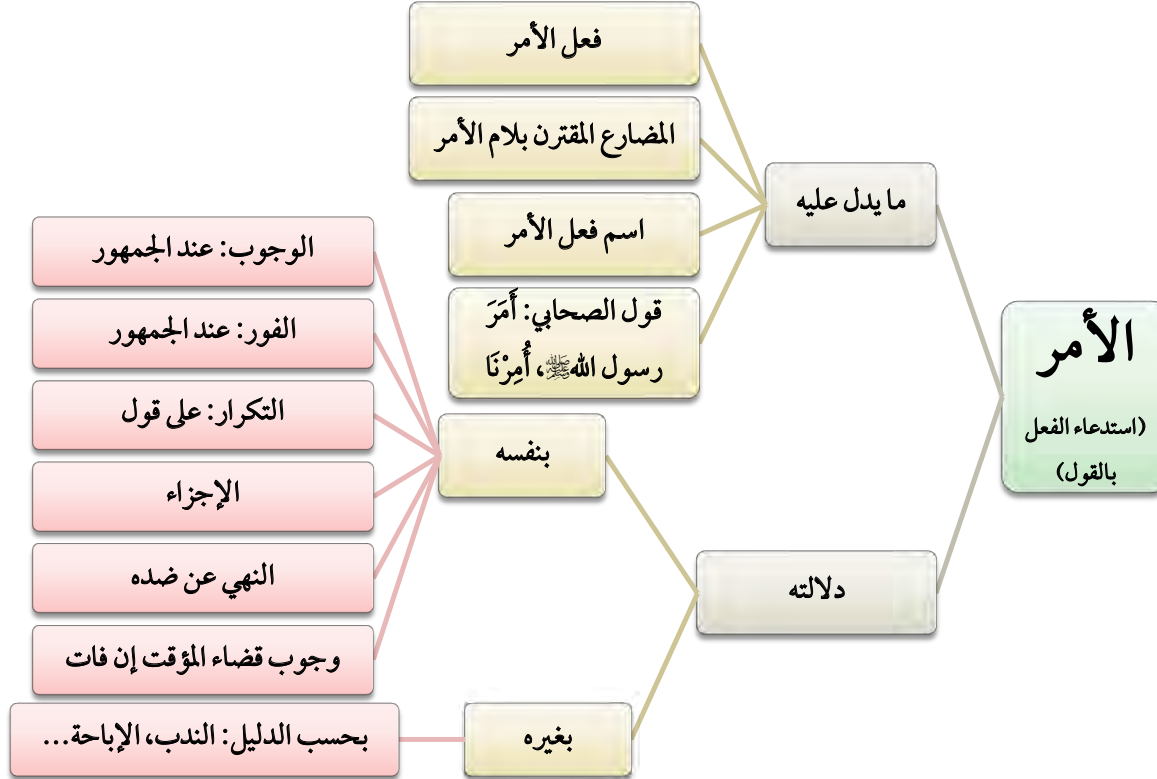 الأمر
(استدعاء الفعل
بالقول)
ما يدل عليه
فعل الأمر
المضارع المقترن بلام الأمر
اسم فعل الأمر
قول الصحابي: أَمَرَ
رسول اللهﷺ، أُمِرْنَا
دلالته
بنفسه
الوجوب: عند الجمهور
الفور: عند الجمهور
التكرار: على قول
الإجزاء
النهي عن ضده
وجوب قضاء المؤقت إن فات
بغيره
بحسب الدليل: الندب، الإباحة...